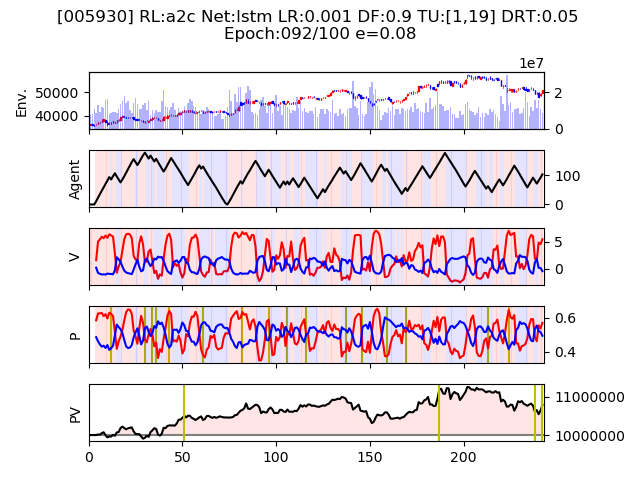 [005930] RL:a2c Net:lstm LR:0.001 DF:0.9 TU:[1,19] DRT:0.05
Epoch:092/100 e=0.08
1e7
Env.
50000
40000
2
0
Agent
100
0
V
5
0
P
0.6
0.4
PV
11000000
10000000
0 50 100 150 200